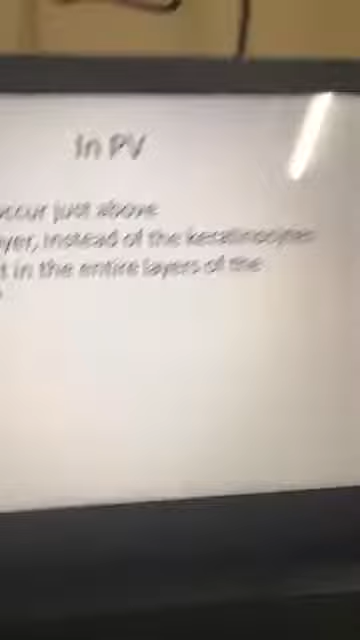 In PV
occur just above
yer, instead of the keratinocytes
t in the entire layers of the